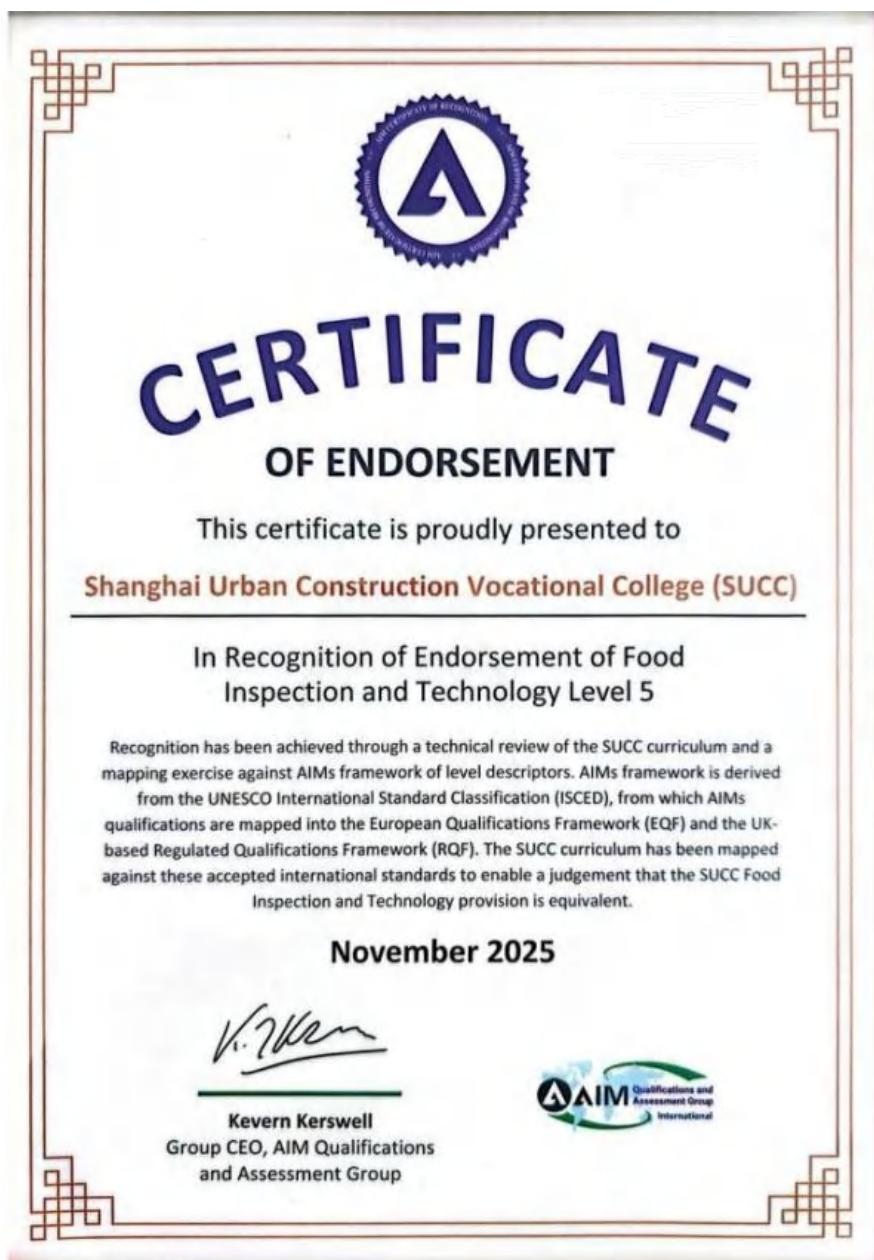 AIM CERTIFICATE OF RECOGNITION
CERTIFICATE
OF ENDORSEMENT
This certificate is proudly presented to
Shanghai Urban Construction Vocational College (SUCC)
In Recognition of Endorsement of Food
Inspection and Technology Level 5
Recognition has been achieved through a technical review of the SUCC curriculum and a
mapping exercise against AIMs framework of level descriptors. AIMs framework is derived
from the UNESCO International Standard Classification (ISCED), from which AIMs
qualifications are mapped into the European Qualifications Framework (EQF) and the UK-
based Regulated Qualifications Framework (RQF). The SUCC curriculum has been mapped
against these accepted international standards to enable a judgement that the SUCC Food
Inspection and Technology provision is equivalent.
November 2025
Kevern Kerswell
Group CEO, AIM Qualifications
and Assessment Group
AIM Qualifications and
Assessment Group
International